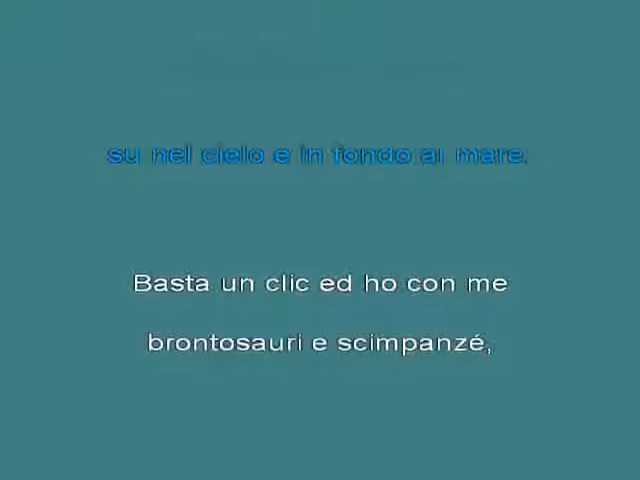 su nel cielo e in fondo al mare.
Basta un clic ed ho con me
brontosauri e scimpanzé,